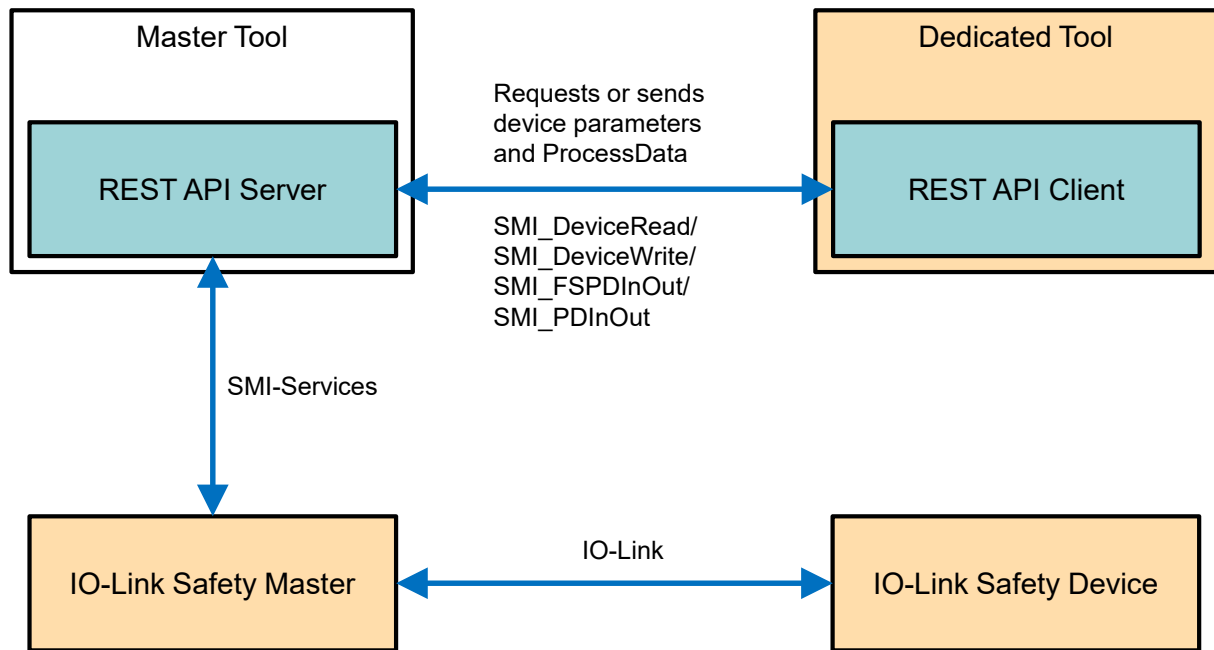 Master Tool
Dedicated Tool
Requests or sends
device parameters
and ProcessData
REST API Server
REST API Client
SMI_DeviceRead/
SMI_DeviceWrite/
SMI_FSPDInOut/
SMI_PDInOut
SMI-Services
IO-Link
IO-Link Safety Master
IO-Link Safety Device